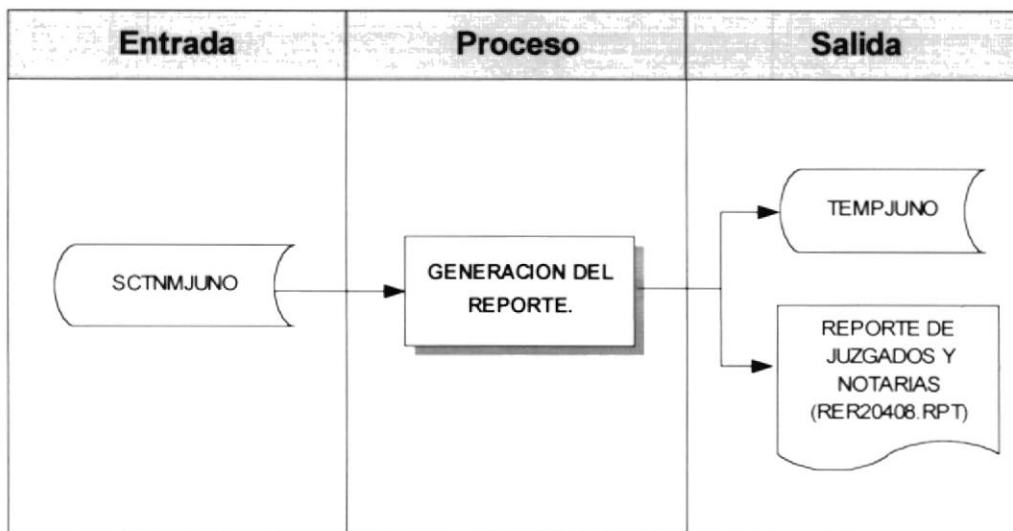 Entrada
Proceso
Salida
SCTNMJUNO
GENERACION DEL
REPORTE.
TEMPJUNO
REPORTE DE
JUZGADOS Y
NOTARIAS
(RER20408.RPT)